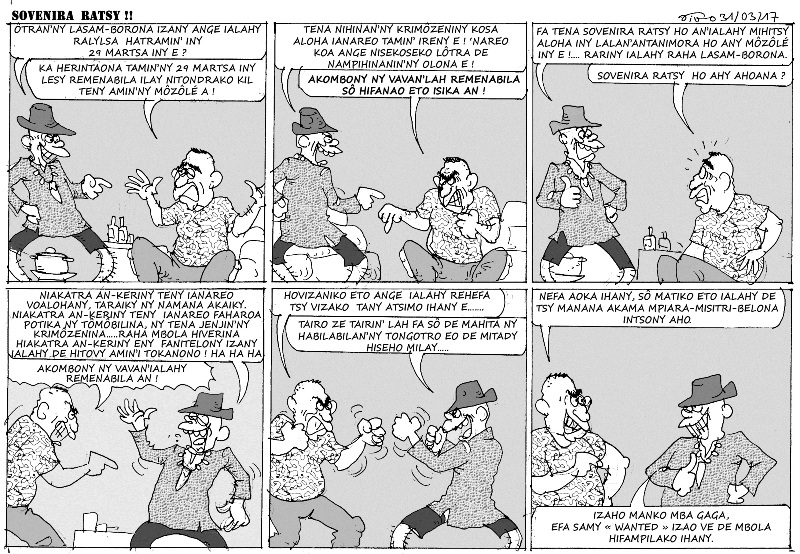 SOVENIRA RATSY !!
31/03/17
OTRAN'NY LASAM-BORONA IZANY ANGE IALAHY
RALYLSA HATRAMIN' INY
29 MARTSA INY E ?
KA HERINTAONA TAMIN'NY 29 MARTSA INY
LESY REMENABILA ILAY NITONDRAKO KIL
TENY AMIN'NY MÔZÔLÉ A !
TENA NIHINAN'NY KRIMÔZENINY KOSA
ALOHA IANAREO TAMIN' IRENY E ! 'NAREO
KOA ANGE NISEKOSEKO LÔTRA DE
NAMPIHINANIN'NY OLONA E !
AKOMBONY NY VAVAN'LAH REMENABILA
SÔ HIFANAO ETO ISIKA AN !
FA TENA SOVENIRA RATSY HO AN'IALAHY MIHITSY
ALOHA INY LALAN'ANTANIMORA HO ANY MÔZÔLÉ
INY E !.... RARINY IALAHY RAHA LASAM-BORONA.
SOVENIRA RATSY HO AHY AHOANA ?
NIAKATRA AN-KERINY TENY IANAREO
VOALOHANY, TARAIKY NY NAMANA AKAIKY.
NIAKATRA AN-KERINY TENY IANAREO FAHAROA
POTIKA NY TÔMÔBILINA, NY TENA JENJIN'NY
KRIMÔZENINA.....RAHA MBOLA HIVERINA
HIAKATRA AN-KERINY ENY FANITELONY IZANY
IALAHY DE HITOVY AMIN'I TOKANONO ! HA HA HA
AKOMBONY NY VAVAN'IALAHY
REMENABILA AN !
HOVIZANIKO ETO ANGE IALAHY REHEFA
TSY VIZAKO TANY ATSIMO IHANY E.......
TAIRO ZE TAIRIN' LAH FA SÔ DE MAHITA NY
HABILABILAN'NY TONGOTRO EO DE MITADY
HISEHO MILAY.....
NEFA AOKA IHANY, SÔ MATIKO ETO IALAHY DE
TSY MANANA AKAMA MPIARA-MISITRI-BELONA
INTSONY AHO.
IZAHO MANKO MBA GAGA,
EFA SAMY « WANTED » IZAO VE DE MBOLA
HIFAMPILAKO IHANY.